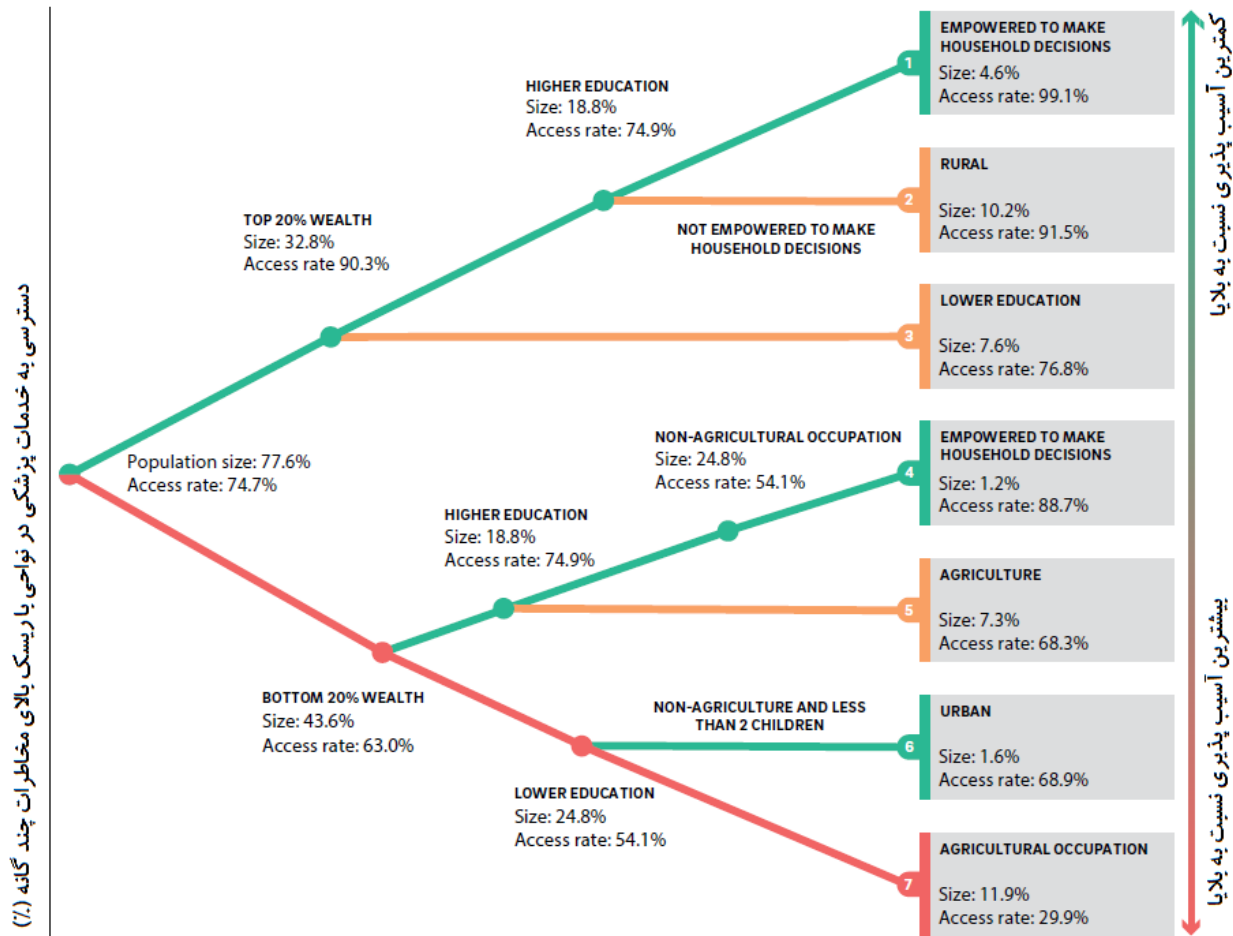 دسترسی به خدمات پزشکی در نواحی با ریسک بالای مخاطرات چند گانه (٪)
Population size: 77.6%
Access rate: 74.7%
TOP 20% WEALTH
Size: 32.8%
Access rate 90.3%
HIGHER EDUCATION
Size: 18.8%
Access rate: 74.9%
NOT EMPOWERED TO MAKE
HOUSEHOLD DECISIONS
BOTTOM 20% WEALTH
Size: 43.6%
Access rate: 63.0%
HIGHER EDUCATION
Size: 18.8%
Access rate: 74.9%
NON-AGRICULTURAL OCCUPATION
Size: 24.8%
Access rate: 54.1%
NON-AGRICULTURE AND LESS
THAN 2 CHILDREN
LOWER EDUCATION
Size: 24.8%
Access rate: 54.1%
1
EMPOWERED TO MAKE
HOUSEHOLD DECISIONS
Size: 4.6%
Access rate: 99.1%
2
RURAL
Size: 10.2%
Access rate: 91.5%
3
LOWER EDUCATION
Size: 7.6%
Access rate: 76.8%
4
EMPOWERED TO MAKE
HOUSEHOLD DECISIONS
Size: 1.2%
Access rate: 88.7%
5
AGRICULTURE
Size: 7.3%
Access rate: 68.3%
6
URBAN
Size: 1.6%
Access rate: 68.9%
7
AGRICULTURAL OCCUPATION
Size: 11.9%
Access rate: 29.9%
کمترین آسیب پذیری نسبت به بلایا
بیشترین آسیب پذیری نسبت به بلایا